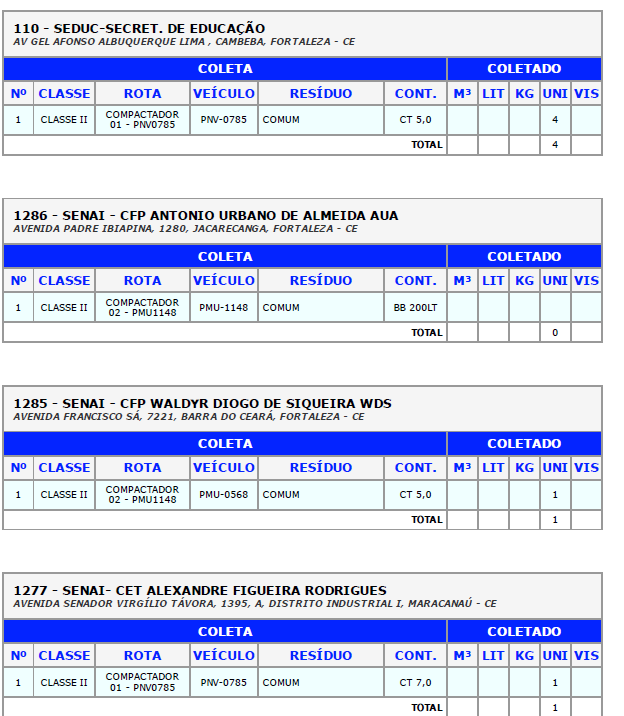 110 - SEDUC-SECRET. DE EDUCAÇÃO
AV GEL AFONSO ALBUQUERQUE LIMA , CAMBEBA, FORTALEZA - CE
COLETA COLETADO
Nº CLASSE ROTA VEÍCULO RESÍDUO CONT. M³ LIT KG UNI VIS
1 CLASSE II COMPACTADOR 01 - PNV0785 PNV-0785 COMUM CT 5,0 4
TOTAL 4
1286 - SENAI - CFP ANTONIO URBANO DE ALMEIDA AUA
AVENIDA PADRE IBIAPINA, 1280, JACARECANGA, FORTALEZA - CE
COLETA COLETADO
Nº CLASSE ROTA VEÍCULO RESÍDUO CONT. M³ LIT KG UNI VIS
1 CLASSE II COMPACTADOR 02 - PMU1148 PMU-1148 COMUM BB 200LT
TOTAL 0
1285 - SENAI - CFP WALDYR DIOGO DE SIQUEIRA WDS
AVENIDA FRANCISCO SÁ, 7221, BARRA DO CEARÁ, FORTALEZA - CE
COLETA COLETADO
Nº CLASSE ROTA VEÍCULO RESÍDUO CONT. M³ LIT KG UNI VIS
1 CLASSE II COMPACTADOR 02 - PMU1148 PMU-0568 COMUM CT 5,0 1
TOTAL 1
1277 - SENAI- CET ALEXANDRE FIGUEIRA RODRIGUES
AVENIDA SENADOR VIRGÍLIO TÁVORA, 1395, A, DISTRITO INDUSTRIAL I, MARACANAÚ - CE
COLETA COLETADO
Nº CLASSE ROTA VEÍCULO RESÍDUO CONT. M³ LIT KG UNI VIS
1 CLASSE II COMPACTADOR 01 - PNV0785 PNV-0785 COMUM CT 7,0 1
TOTAL 1